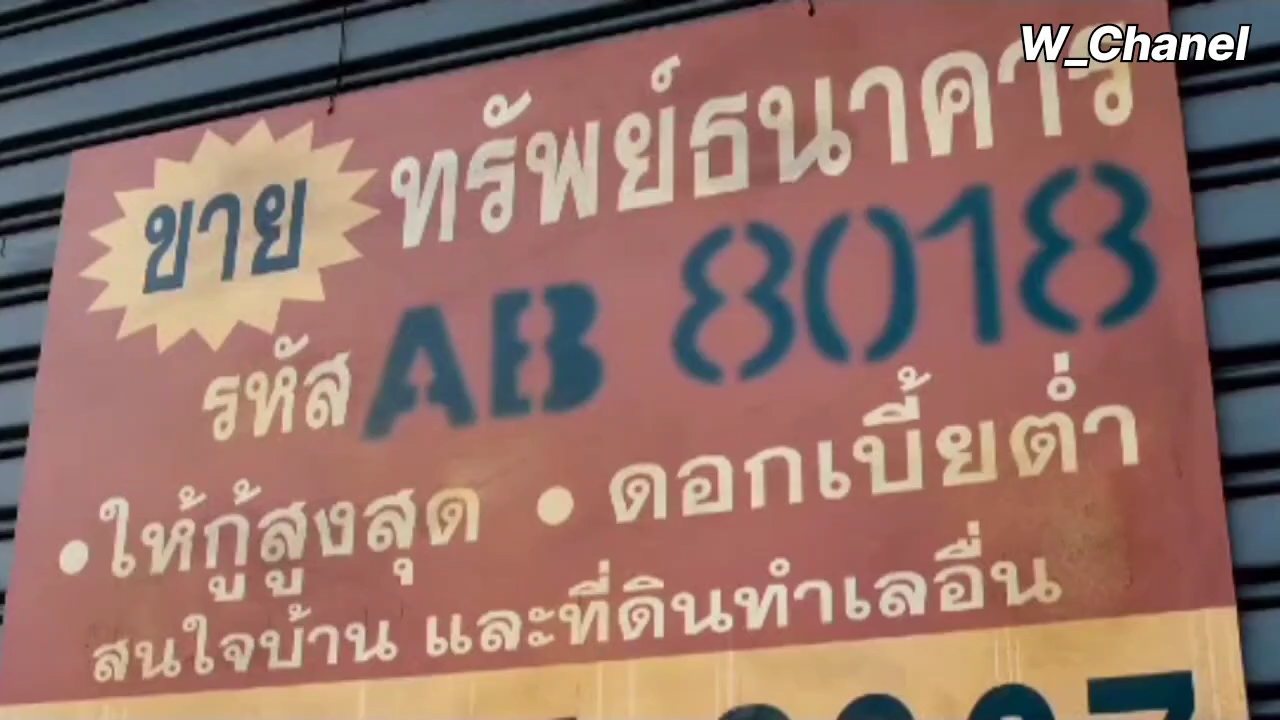 W_Chanel
ขาย ทรัพย์ธนาคาร
รหัส AB 8018
•ให้กู้สูงสุด • ดอกเบี้ยต่ำ
สนใจบ้าน และที่ดินทำเลอื่น